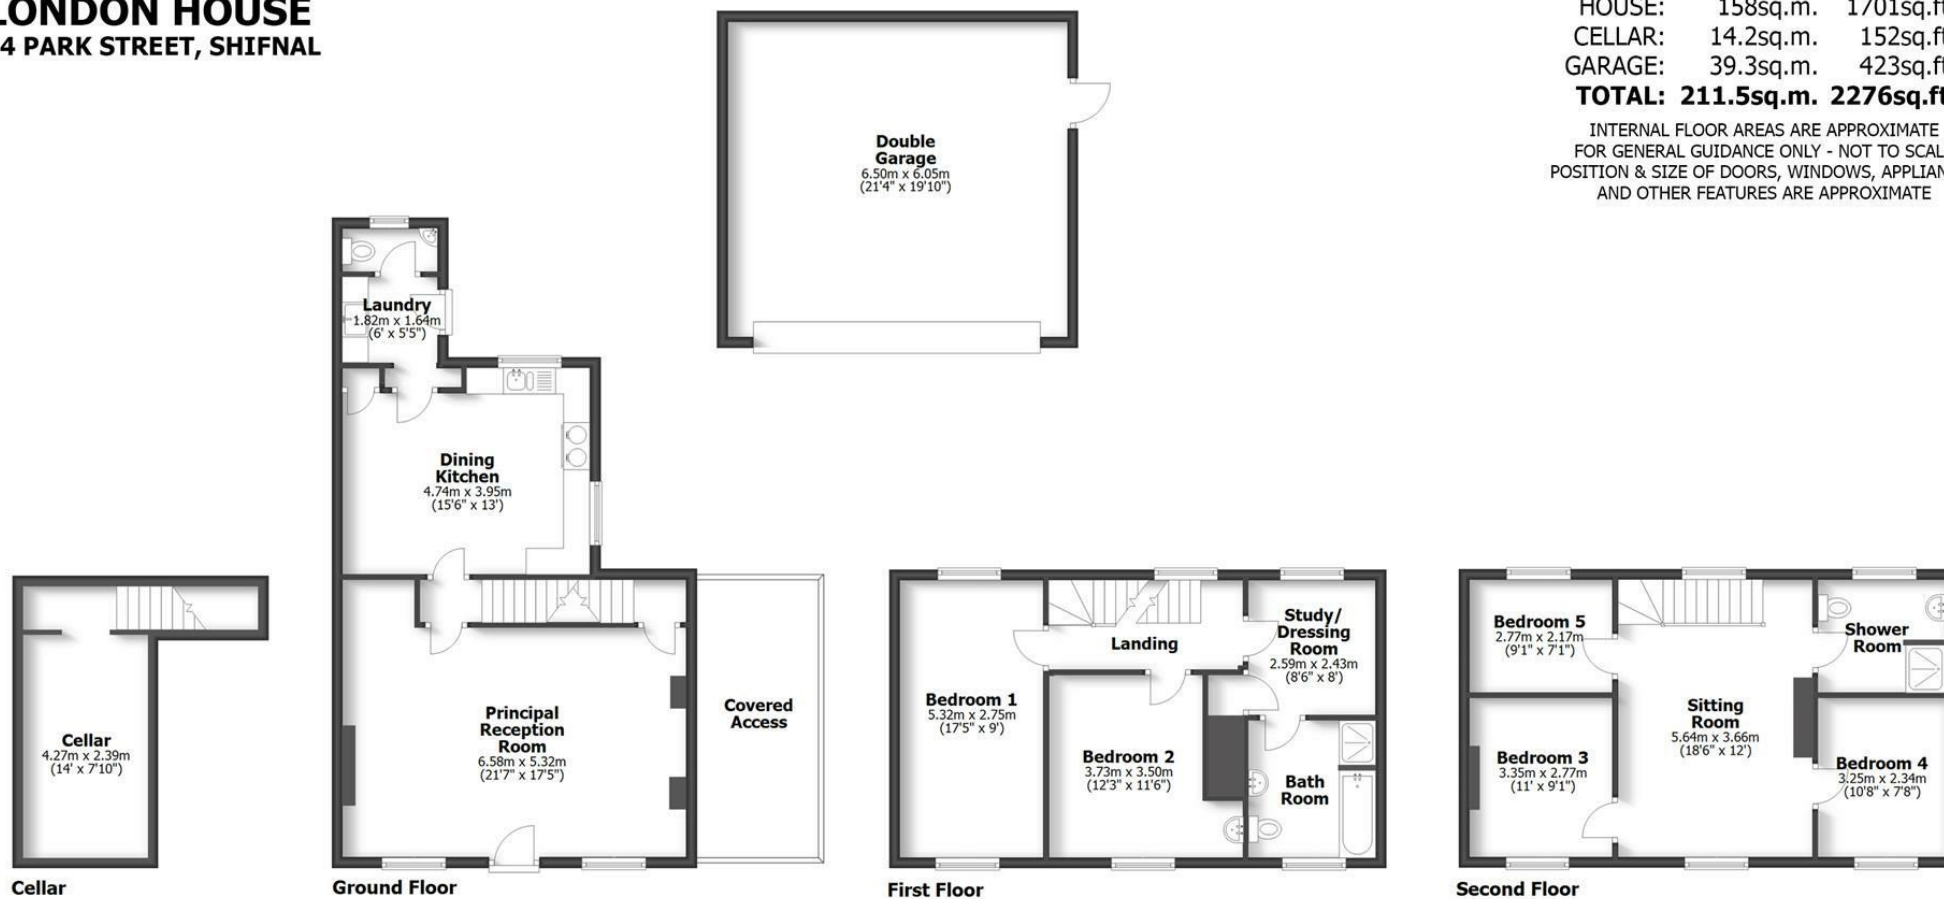 LONDON HOUSE
4 PARK STREET, SHIFNAL
HOUSE: 158sq.m. 1701sq.ft
CELLAR: 14.2sq.m. 152sq.ft
GARAGE: 39.3sq.m. 423sq.ft
TOTAL: 211.5sq.m. 2276sq.ft
INTERNAL FLOOR AREAS ARE APPROXIMATE
FOR GENERAL GUIDANCE ONLY - NOT TO SCAL
POSITION & SIZE OF DOORS, WINDOWS, APPLIAN
AND OTHER FEATURES ARE APPROXIMATE
Double
Garage
6.50m x 6.05m
(21'4" x 19'10")
Laundry
1.82m x 1.64m
(6' x 5'5")
Dining
Kitchen
4.74m x 3.95m
(15'6" x 13')
Principal
Reception
Room
6.58m x 5.32m
(21'7" x 17'5")
Covered
Access
Cellar
4.27m x 2.39m
(14' x 7'10")
Cellar
Ground Floor
Landing
Study/
Dressing
Room
2.59m x 2.43m
(8'6" x 8')
Bedroom 1
5.32m x 2.75m
(17'5" x 9')
Bedroom 2
3.73m x 3.50m
(12'3" x 11'6")
Bath
Room
First Floor
Bedroom 5
2.77m x 2.17m
(9'1" x 7'1")
Shower
Room
Sitting
Room
5.64m x 3.66m
(18'6" x 12')
Bedroom 3
3.35m x 2.77m
(11' x 9'1")
Bedroom 4
3.25m x 2.34m
(10'8" x 7'8")
Second Floor